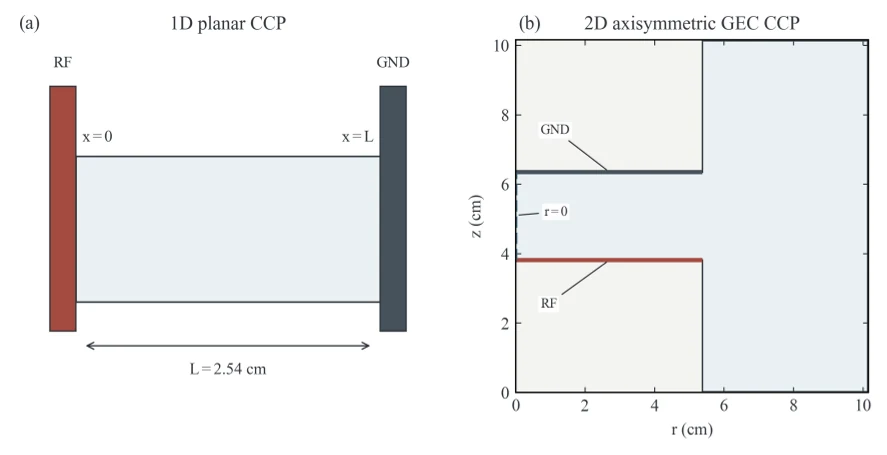 (a)
1D planar CCP
RF
GND
x=0
x=L
L=2.54 cm
(b)
2D axisymmetric GEC CCP
10
8
6
4
2
0
z (cm)
GND
r=0
RF
0
2
4
6
8
10
r (cm)